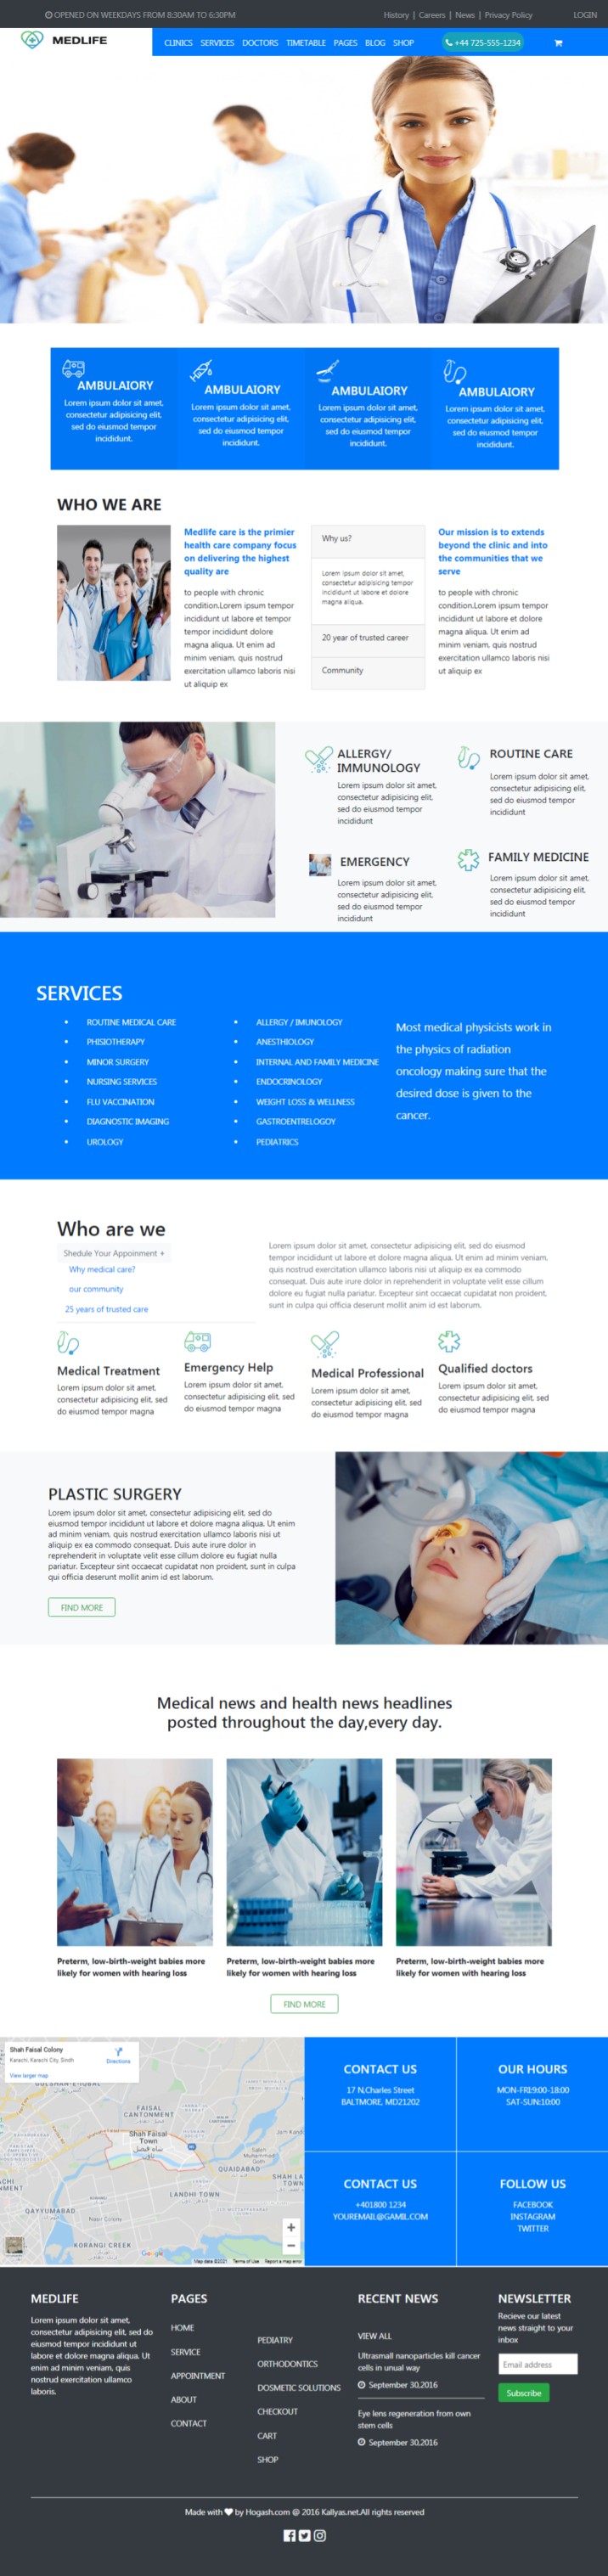 OPENED ON WEEKDAYS FROM 8:30AM TO 6:30PM
History | Careers | News | Privacy Policy
LOGIN
MEDLIFE
CLINICS SERVICES DOCTORS TIMETABLE PAGES BLOG SHOP
+44 725-555-1234
AMBULAIORY
Lorem ipsum dolor sit amet,
consectetur adipisicing elit,
sed do eiusmod tempor
incididunt.
AMBULAIORY
Lorem ipsum dolor sit amet,
consectetur adipisicing elit,
sed do eiusmod tempor
incididunt.
AMBULAIORY
Lorem ipsum dolor sit amet,
consectetur adipisicing elit,
sed do eiusmod tempor
incididunt.
AMBULAIORY
Lorem ipsum dolor sit amet,
consectetur adipisicing elit,
sed do eiusmod tempor
incididunt.
WHO WE ARE
Medlife care is the primier
health care company focus
on delivering the highest
quality are
to people with chronic
condition.Lorem ipsum tempor
incididunt ut labore et tempor
tempor incididunt dolore
magna aliqua. Ut enim ad
minim veniam, quis nostrud
exercitation ullamco laboris nisi
ut aliquip ex
Why us?
Lorem ipsum dolor sit amet,
consectetur adipisicing tempor
incididunt ut labore et dolore
magna aliqua.
20 year of trusted career
Community
Our mission is to extends
beyond the clinic and into
the communities that we
serve
to people with chronic
condition.Lorem ipsum tempor
incididunt ut labore et dolore
magna aliqua. Ut enim ad
minim veniam, quis nostrud
exercitation ullamco laboris nisi
ut aliquip ex
ALLERGY/
IMMUNOLOGY
Lorem ipsum dolor sit amet,
consectetur adipisicing elit,
sed do eiusmod tempor
incididunt
ROUTINE CARE
Lorem ipsum dolor sit amet,
consectetur adipisicing elit,
sed do eiusmod tempor
incididunt
EMERGENCY
Lorem ipsum dolor sit amet,
consectetur adipisicing elit,
sed do eiusmod tempor
incididunt
FAMILY MEDICINE
Lorem ipsum dolor sit amet,
consectetur adipisicing elit,
sed do eiusmod tempor
incididunt
SERVICES
ROUTINE MEDICAL CARE
PHISIOTHERAPY
MINOR SURGERY
NURSING SERVICES
FLU VACCINATION
DIAGNOSTIC IMAGING
UROLOGY
ALLERGY / IMUNOLOGY
ANESTHIOLOGY
INTERNAL AND FAMILY MEDICINE
ENDOCRINOLOGY
WEIGHT LOSS & WELLNESS
GASTROENTRELOGOY
PEDIATRICS
Most medical physicists work in
the physics of radiation
oncology making sure that the
desired dose is given to the
cancer.
Who are we
Shedule Your Appoinment +
Why medical care?
our community
25 years of trusted care
Lorem ipsum dolor sit amet, consectetur adipisicing elit, sed do eiusmod
tempor incididunt ut labore et dolore magna aliqua. Ut enim ad minim veniam,
quis nostrud exercitation ullamco laboris nisi ut aliquip ex ea commodo
consequat. Duis aute irure dolor in reprehenderit in voluptate velit esse cillum
dolore eu fugiat nulla pariatur. Excepteur sint occaecat cupidatat non proident,
sunt in culpa qui officia deserunt mollit anim id est laborum.
Medical Treatment
Lorem ipsum dolor sit amet,
consectetur adipisicing elit, sed
do eiusmod tempor magna
Emergency Help
Lorem ipsum dolor sit amet,
consectetur adipisicing elit, sed
do eiusmod tempor magna
Medical Professional
Lorem ipsum dolor sit amet,
consectetur adipisicing elit, sed
do eiusmod tempor magna
Qualified doctors
Lorem ipsum dolor sit amet,
consectetur adipisicing elit, sed
do eiusmod tempor magna
PLASTIC SURGERY
Lorem ipsum dolor sit amet, consectetur adipisicing elit, sed do
eiusmod tempor incididunt ut labore et dolore magna aliqua. Ut enim
ad minim veniam, quis nostrud exercitation ullamco laboris nisi ut
aliquip ex ea commodo consequat. Duis aute irure dolor in
reprehenderit in voluptate velit esse cillum dolore eu fugiat nulla
pariatur. Excepteur sint occaecat cupidatat non proident, sunt in culpa
qui officia deserunt mollit anim id est laborum.
FIND MORE
Medical news and health news headlines
posted throughout the day,every day.
Preterm, low-birth-weight babies more
likely for women with hearing loss
Preterm, low-birth-weight babies more
likely for women with hearing loss
Preterm, low-birth-weight babies more
likely for women with hearing loss
FIND MORE
Shah Faisal Colony
Karachi, Karachi City, Sindh
Directions
View larger map
GULSHAN-E-IQBAL
FAISAL
CANTONMENT
Shah Faisal
Town
QUAIDABAD
LANDHI TOWN
QAYYUMABAD
Nasir Colony
KORANGI CREEK
Google
Map data ©2021 Terms of Use Report a map error
CONTACT US
17 N.Charles Street
BALTMORE, MD21202
OUR HOURS
MON-FRI:9:00-18:00
SAT-SUN:10:00
CONTACT US
+401800 1234
YOUREMAIL@GAMIL.COM
FOLLOW US
FACEBOOK
INSTAGRAM
TWITTER
MEDLIFE
Lorem ipsum dolor sit amet,
consectetur adipisicing elit, sed do
eiusmod tempor incididunt ut
labore et dolore magna aliqua. Ut
enim ad minim veniam, quis
nostrud exercitation ullamco
laboris.
PAGES
HOME
SERVICE
APPOINTMENT
ABOUT
CONTACT
PEDIATRY
ORTHODONTICS
DOSMETIC SOLUTIONS
CHECKOUT
CART
SHOP
RECENT NEWS
VIEW ALL
Ultrasmall nanoparticles kill cancer
cells in unual way
September 30,2016
Eye lens regeneration from own
stem cells
September 30,2016
NEWSLETTER
Recieve our latest
news straight to your
inbox
Email address
Subscribe
Made with by Hogash.com @ 2016 Kallyas.net.All rights reserved